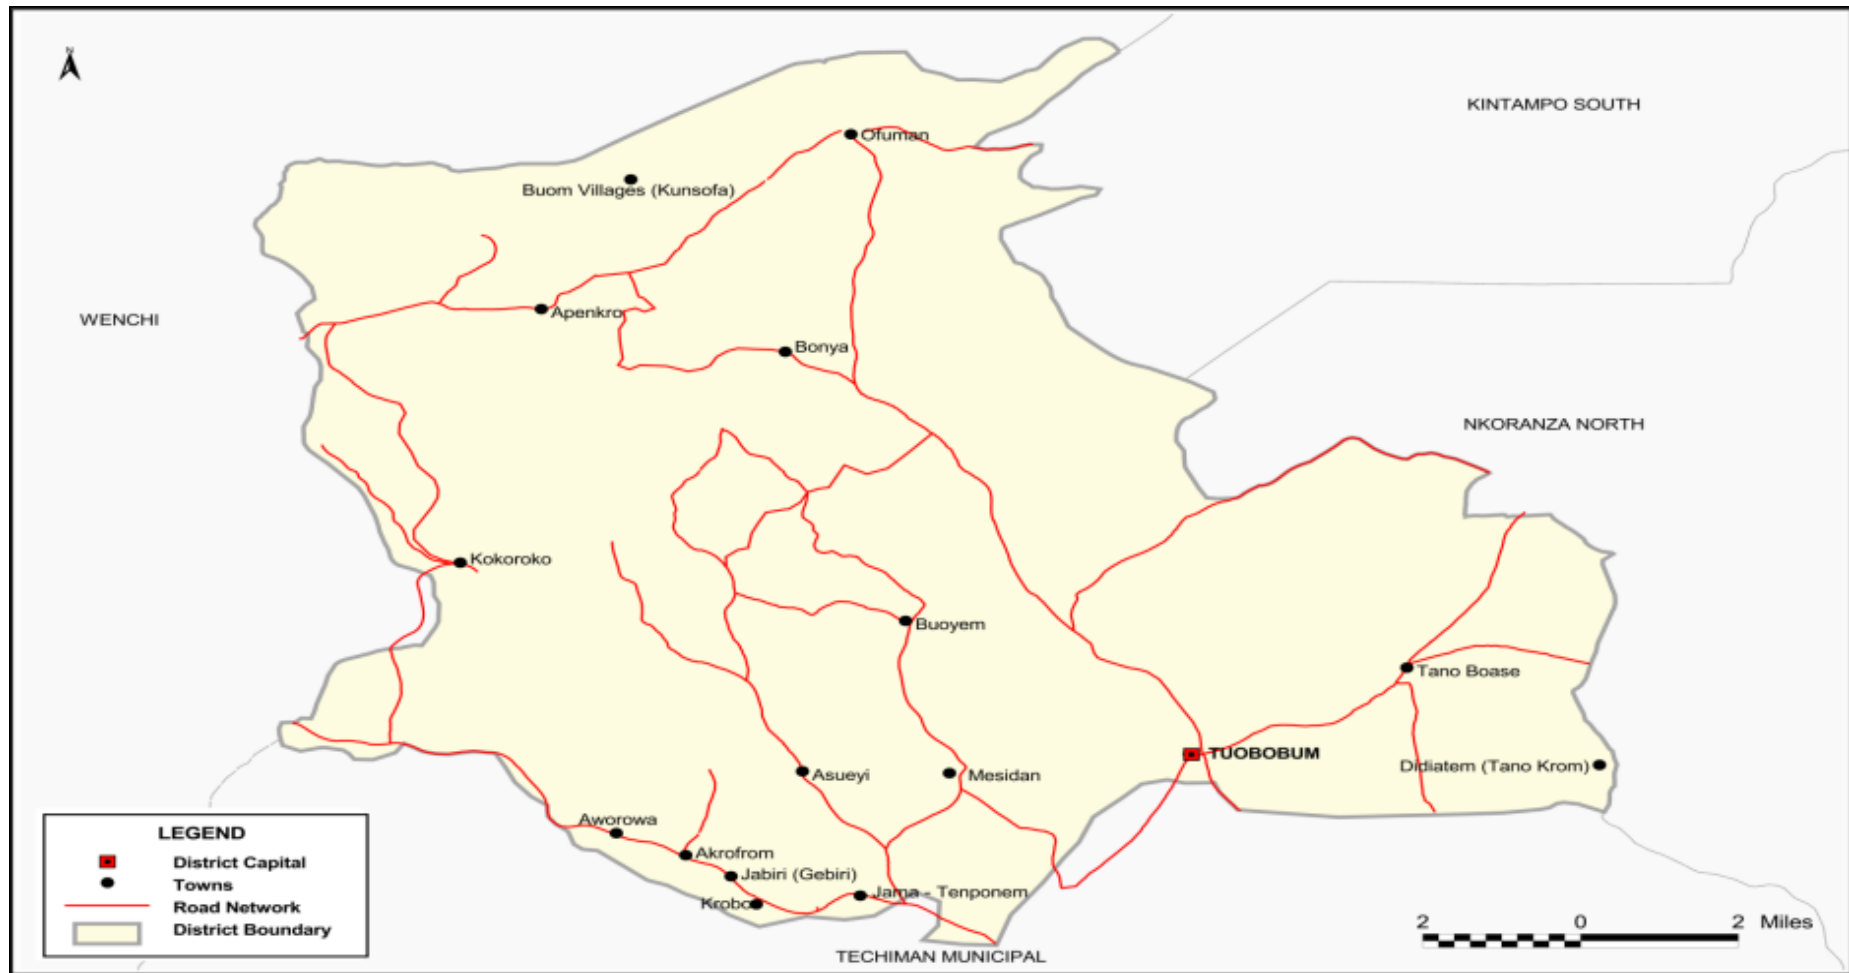 N
KINTAMPO SOUTH
Ofuman
Buom Villages (Kunsofa)
WENCHI
Apenkro
Bonya
NKORANZA NORTH
Kokoroko
Buoyem
Tano Boase
TUOBOBUM
Didiatem (Tano Krom)
Asueyi
Mesidan
Aworowa
Akrofrom
Jabiri (Gebiri)
Krobo
Jama - Tenponem
TECHIMAN MUNICIPAL
LEGEND
District Capital
Towns
Road Network
District Boundary
2 0 2 Miles